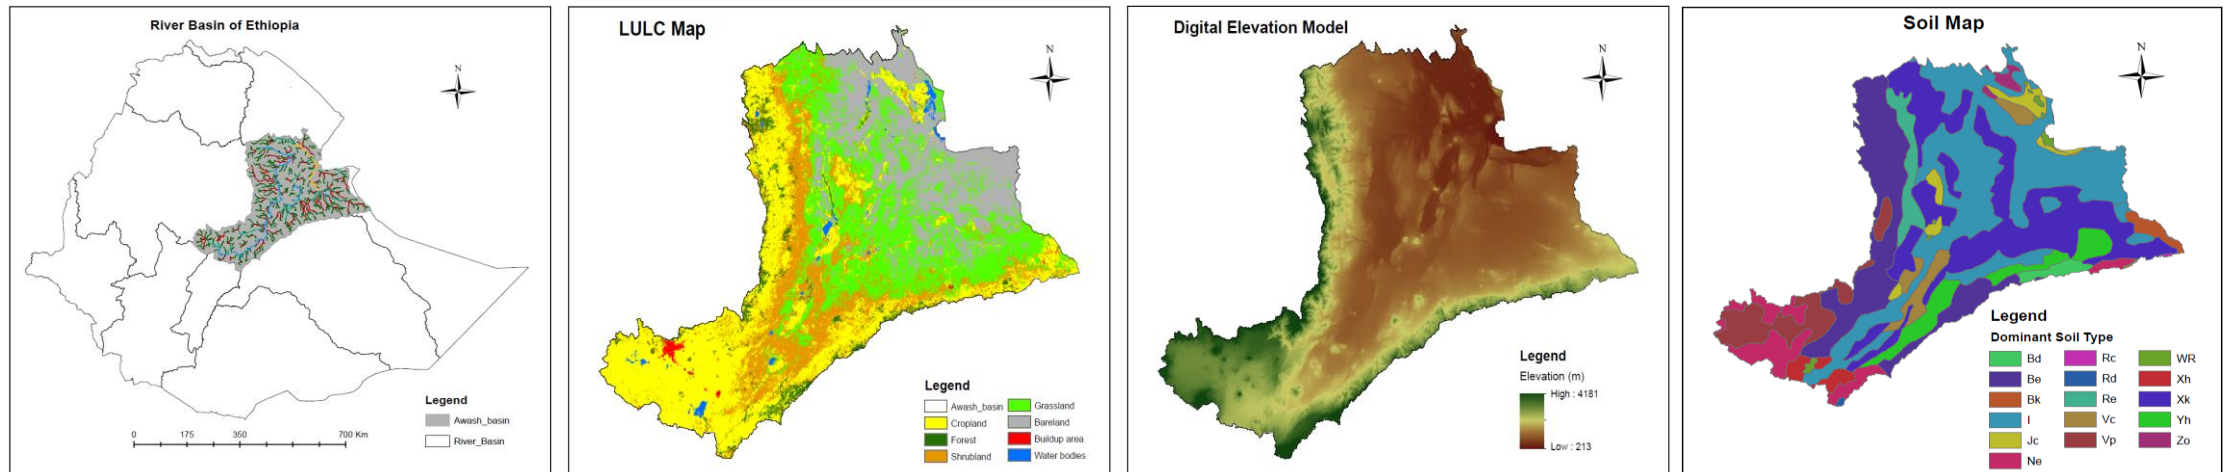 River Basin of Ethiopia
N
Legend
Awash_basin
River_Basin
0 175 350 700 Km
LULC Map
N
Legend
Awash_basin
Cropland
Forest
Shrubland
Grassland
Bareland
Buildup area
Water bodies
Digital Elevation Model
N
Legend
Elevation (m)
High : 4181
Low : 213
Soil Map
N
Legend
Dominant Soil Type
Bd
Be
Bk
I
Jc
Ne
Rc
Rd
Re
Vc
Vp
WR
Xh
Xk
Yh
Zo